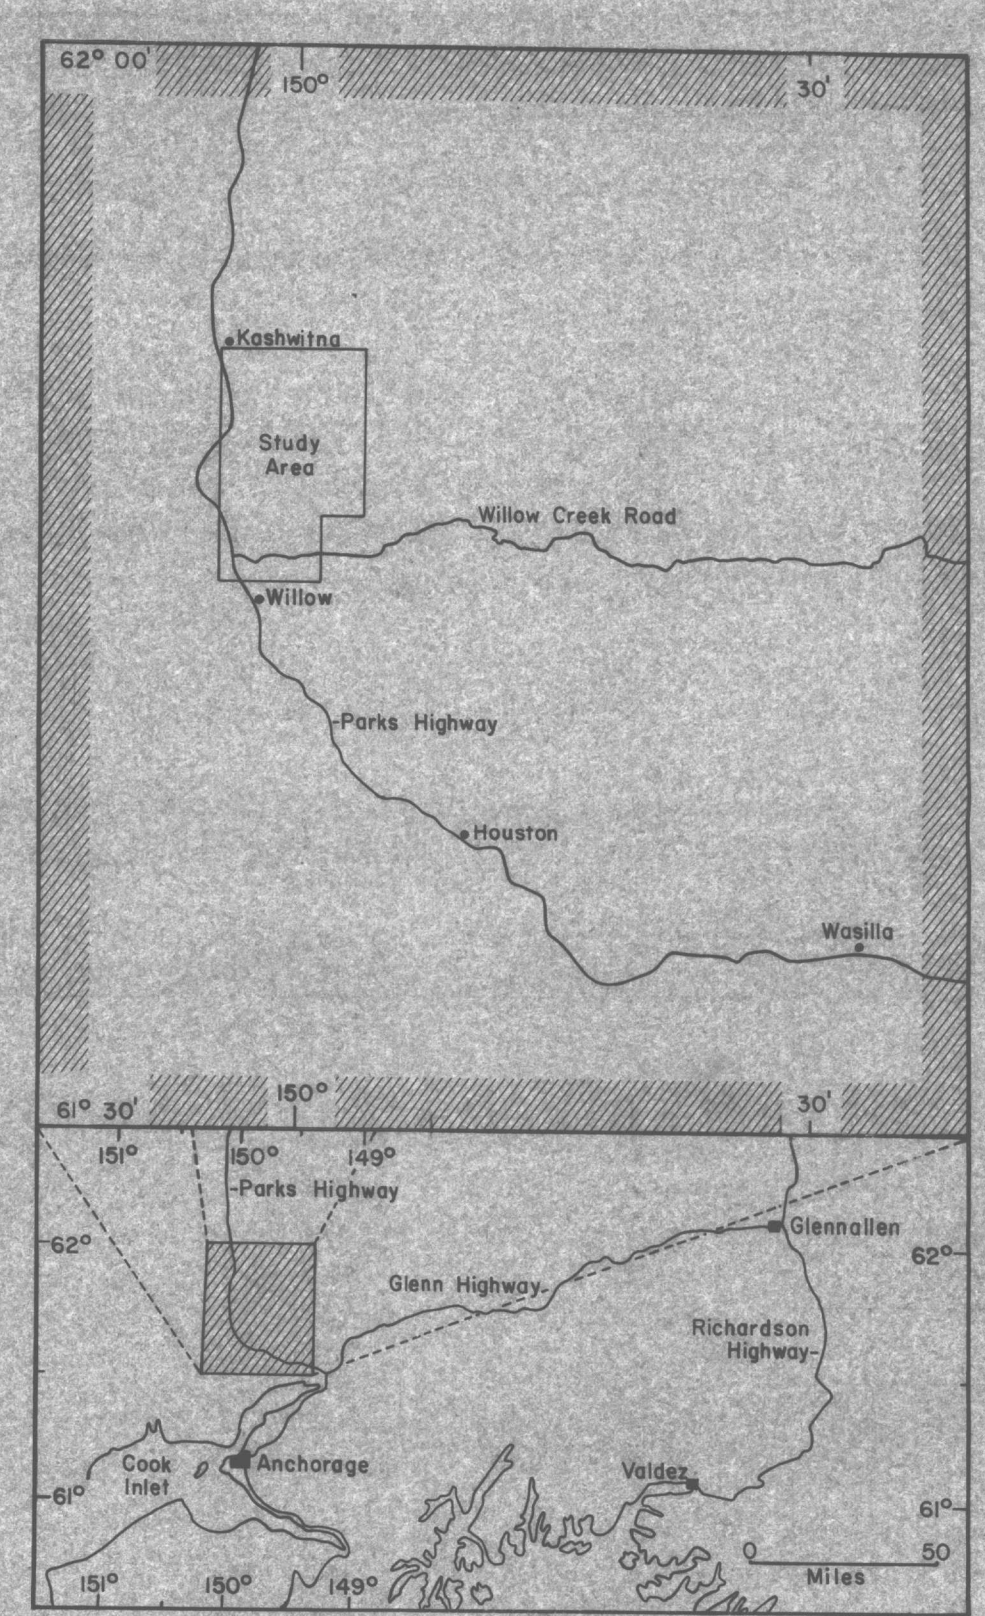 62° 00'
150°
30'
Kashwitna
Study
Area
Willow Creek Road
Willow
Parks Highway
Houston
Wasilla
61° 30'
150°
30'
151°
150°
149°
Parks Highway
62°
Glennallen
62°
Glenn Highway
Richardson
Highway
Cook
Inlet
Anchorage
Valdez
61°
61°
0
50
Miles
151°
150°
149°